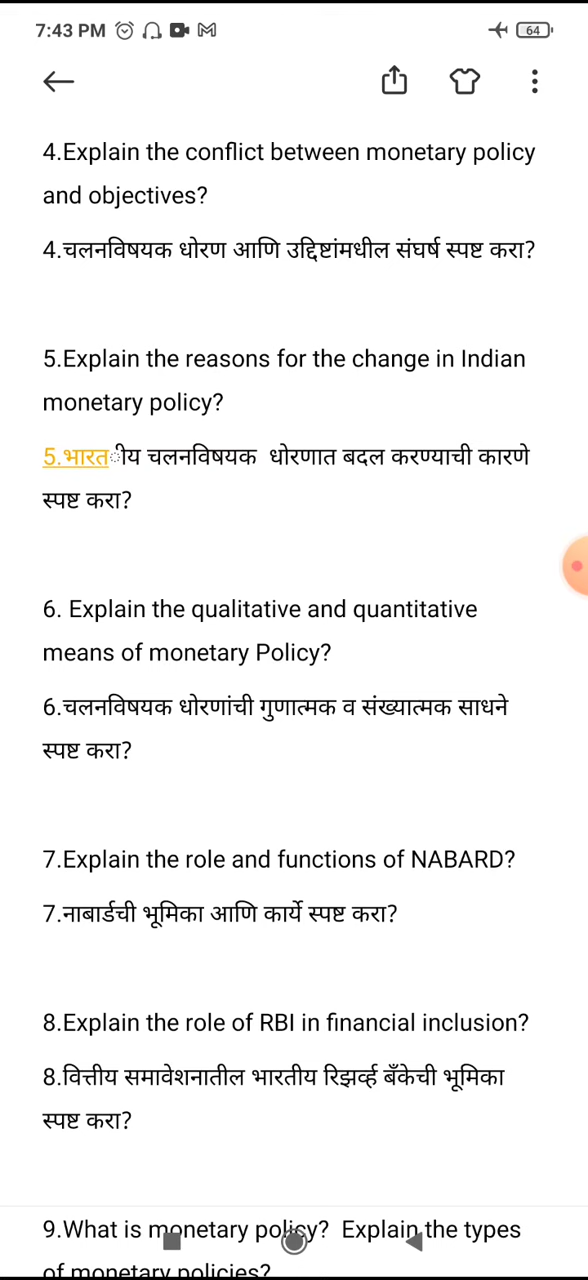 7:43 PM
64
4.Explain the conflict between monetary policy
and objectives?
4.चलनविषयक धोरण आणि उद्दिष्टांमधील संघर्ष स्पष्ट करा?
5.Explain the reasons for the change in Indian
monetary policy?
5.भारतीय चलनविषयक धोरणात बदल करण्याची कारणे
स्पष्ट करा?
6. Explain the qualitative and quantitative
means of monetary Policy?
6.चलनविषयक धोरणांची गुणात्मक व संख्यात्मक साधने
स्पष्ट करा?
7.Explain the role and functions of NABARD?
7.नाबार्डची भूमिका आणि कार्ये स्पष्ट करा?
8.Explain the role of RBI in financial inclusion?
8.वित्तीय समावेशनातील भारतीय रिझर्व्ह बँकेची भूमिका
स्पष्ट करा?
9.What is monetary policy? Explain the types
of monetary policies?